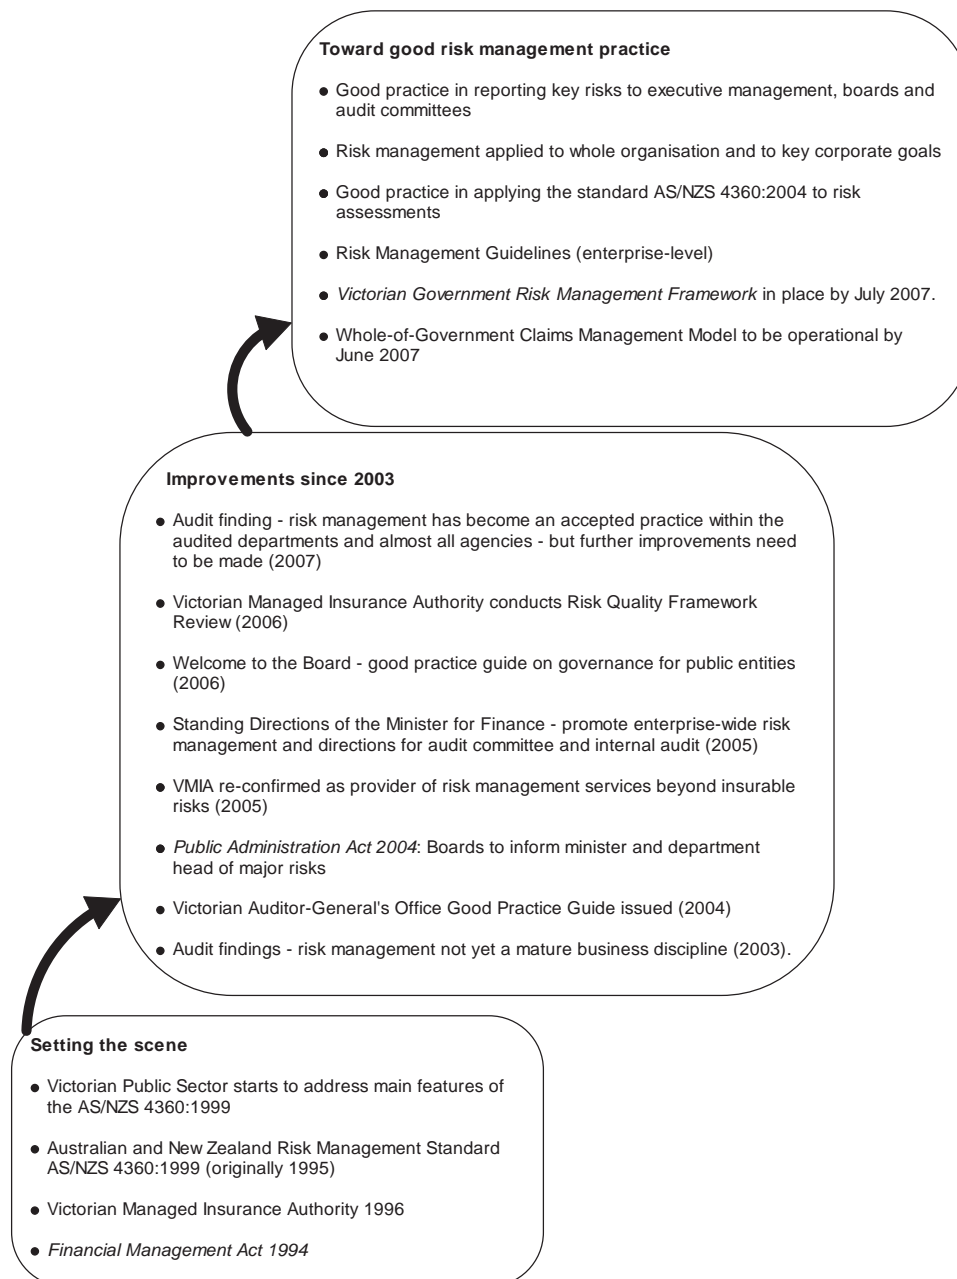 Toward good risk management practice
● Good practice in reporting key risks to executive management, boards and
audit committees
● Risk management applied to whole organisation and to key corporate goals
● Good practice in applying the standard AS/NZS 4360:2004 to risk
assessments
● Risk Management Guidelines (enterprise-level)
● Victorian Government Risk Management Framework in place by July 2007.
● Whole-of-Government Claims Management Model to be operational by
June 2007
Improvements since 2003
● Audit finding - risk management has become an accepted practice within the
audited departments and almost all agencies - but further improvements need
to be made (2007)
● Victorian Managed Insurance Authority conducts Risk Quality Framework
Review (2006)
● Welcome to the Board - good practice guide on governance for public entities
(2006)
● Standing Directions of the Minister for Finance - promote enterprise-wide risk
management and directions for audit committee and internal audit (2005)
● VMIA re-confirmed as provider of risk management services beyond insurable
risks (2005)
● Public Administration Act 2004: Boards to inform minister and department
head of major risks
● Victorian Auditor-General's Office Good Practice Guide issued (2004)
● Audit findings - risk management not yet a mature business discipline (2003).
Setting the scene
● Victorian Public Sector starts to address main features of
the AS/NZS 4360:1999
● Australian and New Zealand Risk Management Standard
AS/NZS 4360:1999 (originally 1995)
● Victorian Managed Insurance Authority 1996
● Financial Management Act 1994